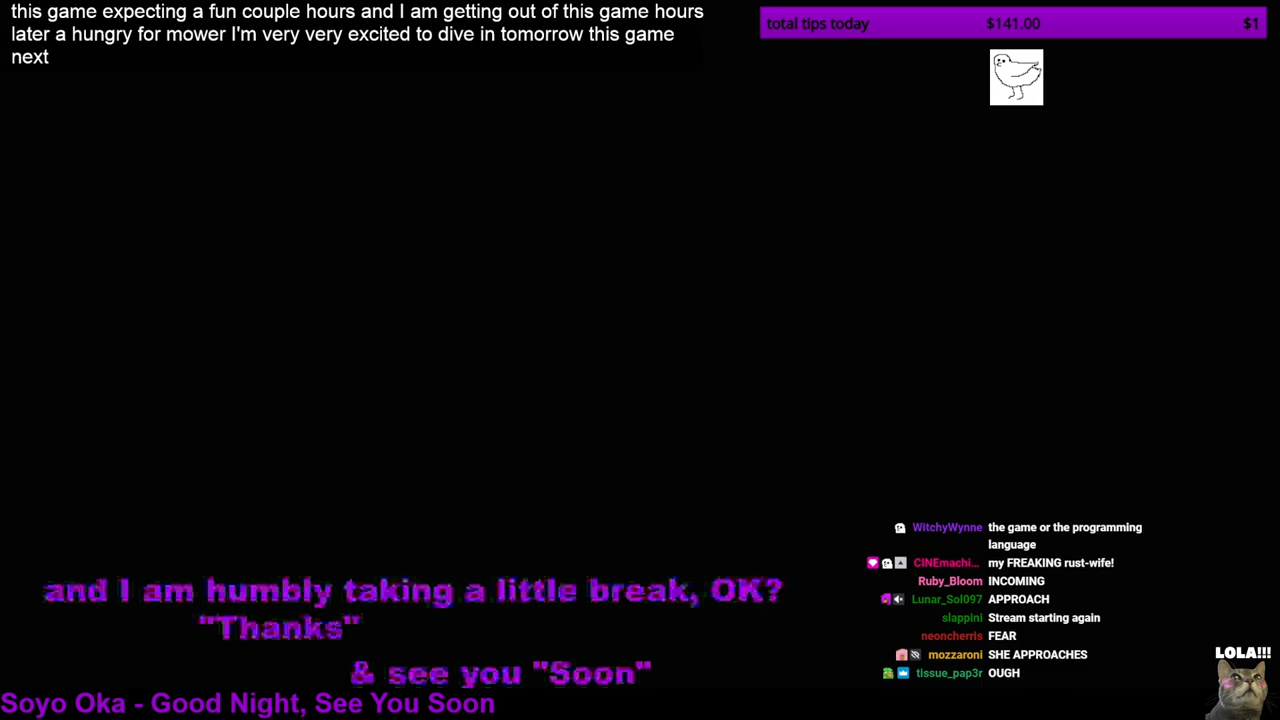 this game expecting a fun couple hours and I am getting out of this game hours
later a hungry for mower I'm very very excited to dive in tomorrow this game
next
total tips today $141.00 $1
WitchyWynne the game or the programming
language
CINEmachi... my FREAKING rust-wife!
Ruby_Bloom INCOMING
Lunar_Sol097 APPROACH
slappini Stream starting again
neoncherris FEAR
mozzaroni SHE APPROACHES
tissue_pap3r OUGH
LOLA!!!
and I am humbly taking a little break, OK?
"Thanks"
& see you "Soon"
Soyo Oka - Good Night, See You Soon